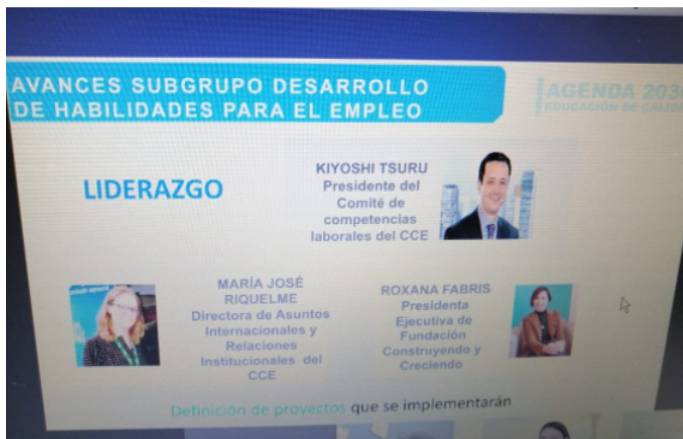 AVANCES SUBGRUPO DESARROLLO
DE HABILIDADES PARA EL EMPLEO
AGENDA 2030
EDUCACIÓN DE CALIDAD
LIDERAZGO
KIYOSHI TSURU
Presidente del
Comité de
competencias
laborales del CCE
MARÍA JOSÉ
RIQUELME
Directora de Asuntos
Internacionales y
Relaciones
Institucionales del
CCE
ROXANA FABRIS
Presidenta
Ejecutiva de
Fundación
Construyendo y
Creciendo
Definición de proyectos que se implementarán